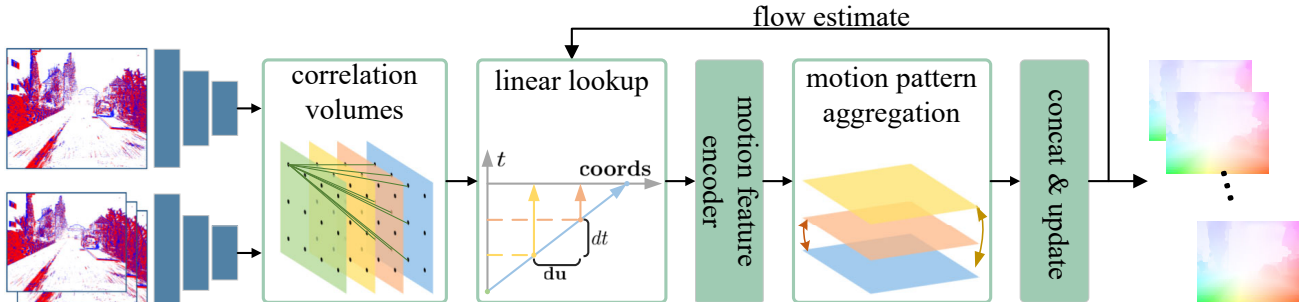 flow estimate
correlation
volumes
linear lookup
t
coords
dt
du
motion feature
encoder
motion pattern
aggregation
concat & update